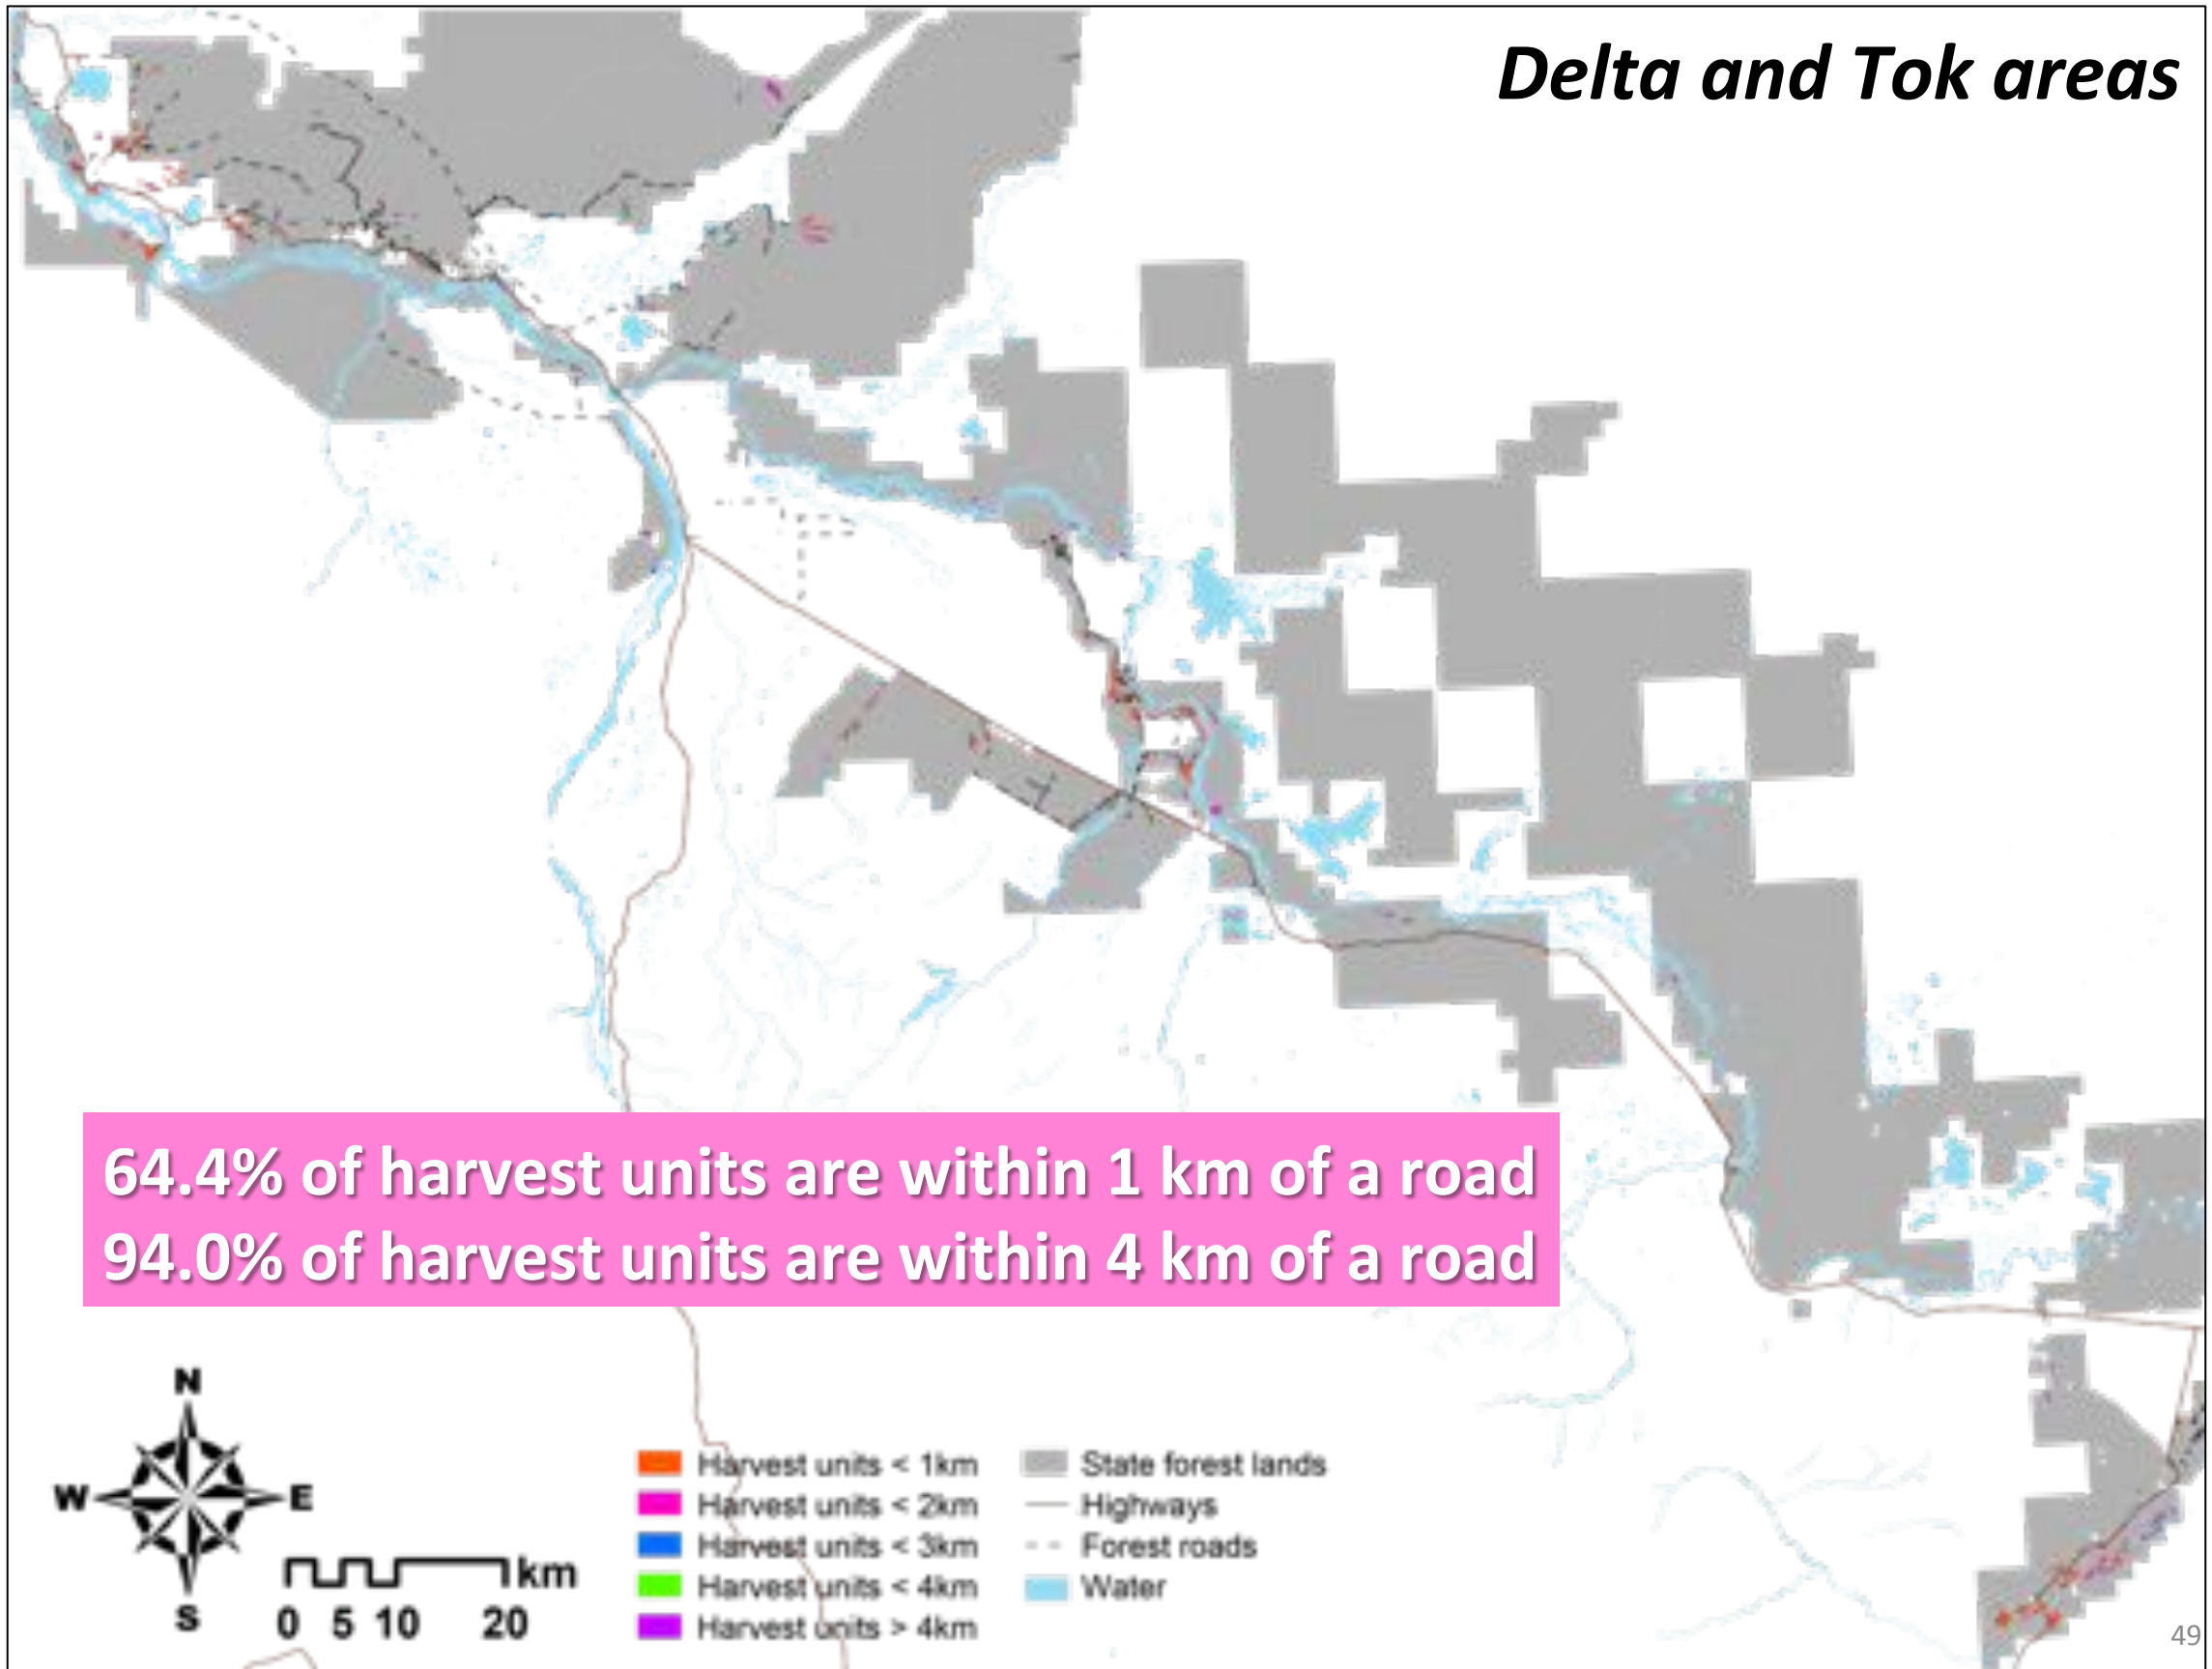 Delta and Tok areas
64.4% of harvest units are within 1 km of a road
94.0% of harvest units are within 4 km of a road
N
W
E
S
km
0 5 10 20
Harvest units < 1km
Harvest units < 2km
Harvest units < 3km
Harvest units < 4km
Harvest units > 4km
State forest lands
Highways
Forest roads
Water
49